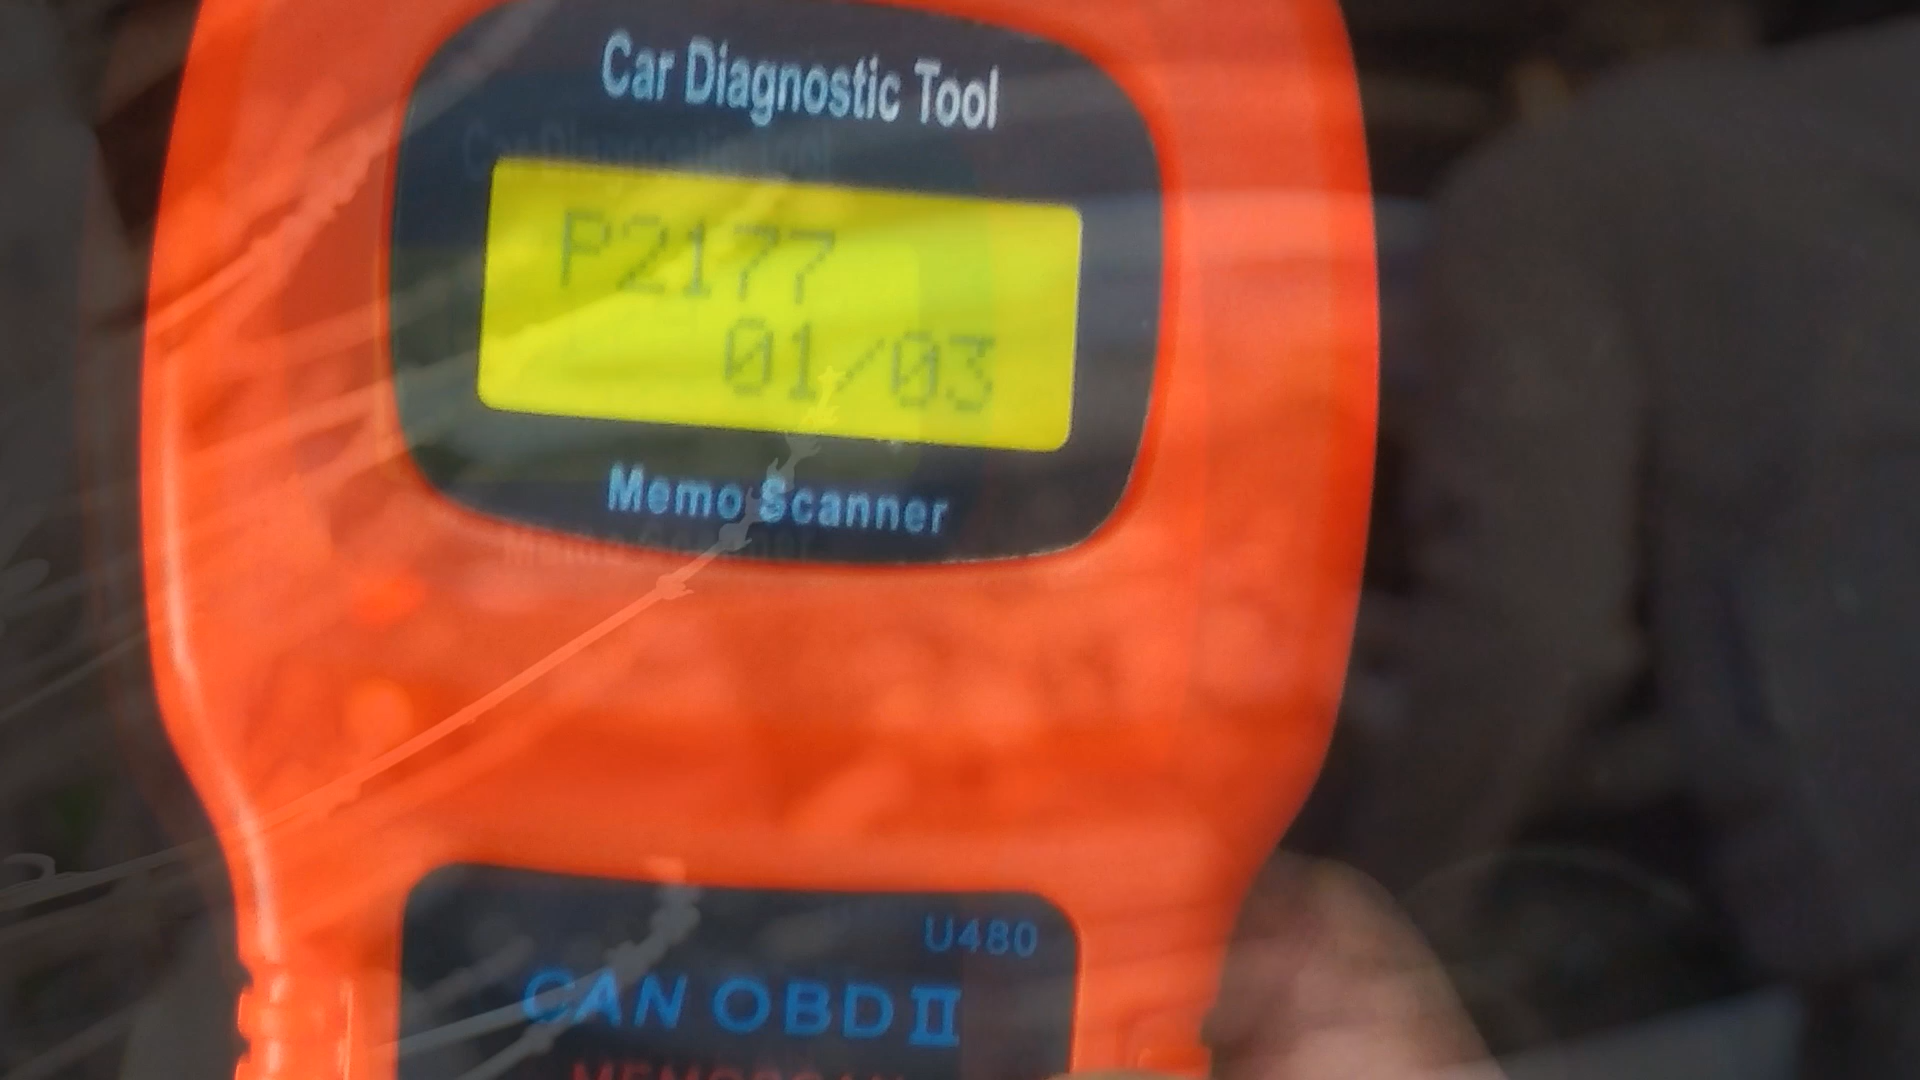 Car Diagnostic Tool
P2177
01/03
Memo Scanner
U480
CAN OBD II